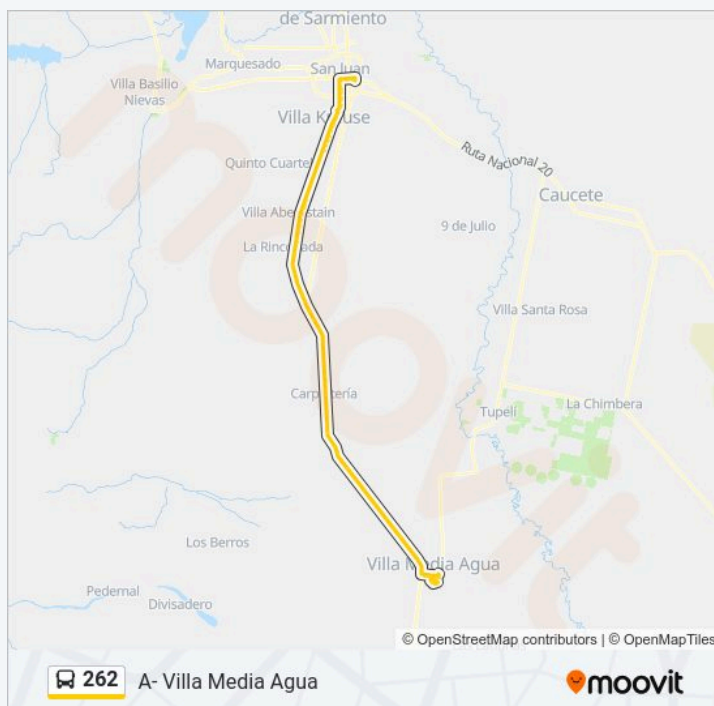 de Sarmiento
Marquesado
San Juan
Villa Basilio
Nievas
Villa Krause
Ruta Nacional 20
Quinto Cuartel
Caucete
Villa Aberastain
9 de Julio
La Rinconada
Villa Santa Rosa
Carpintería
La Chimbera
Tupelí
Los Berros
Villa Media Agua
Pedernal
Divisadero
© OpenStreetMap contributors | © OpenMapTiles
262 A- Villa Media Agua
moovit
moovit